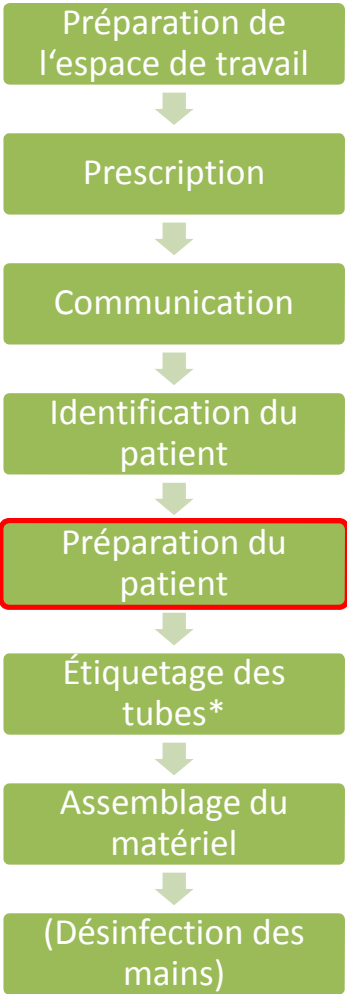 Préparation de
l‘espace de travail
Prescription
Communication
Identification du
patient
Préparation du
patient
Étiquetage des
tubes*
Assemblage du
matériel
(Désinfection des
mains)